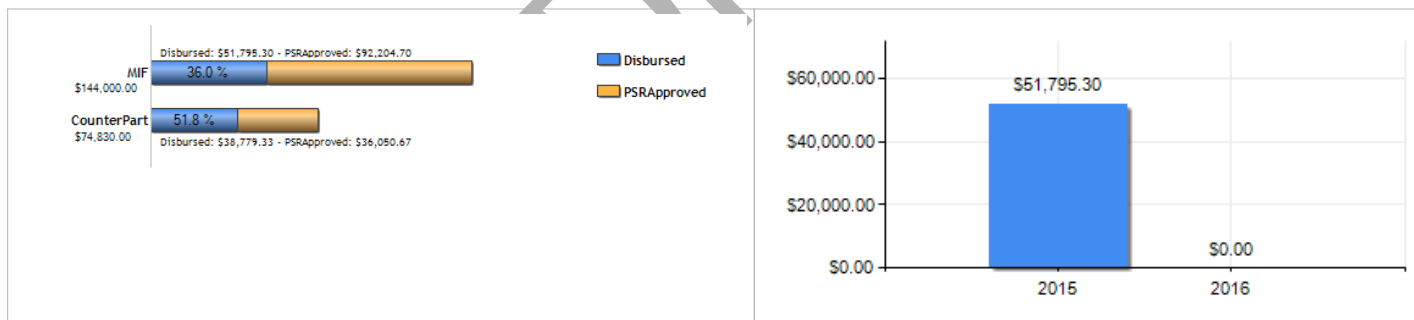 Disbursed: $51,795.30 - PSRApproved: $92,204.70
MIF
$144,000.00
36.0 %
CounterPart
$74,830.00
51.8 %
Disbursed: $38,779.33 - PSRApproved: $36,050.67
Disbursed
PSRApproved
$60,000.00
$40,000.00
$20,000.00
$0.00
$51,795.30
$0.00
2015
2016